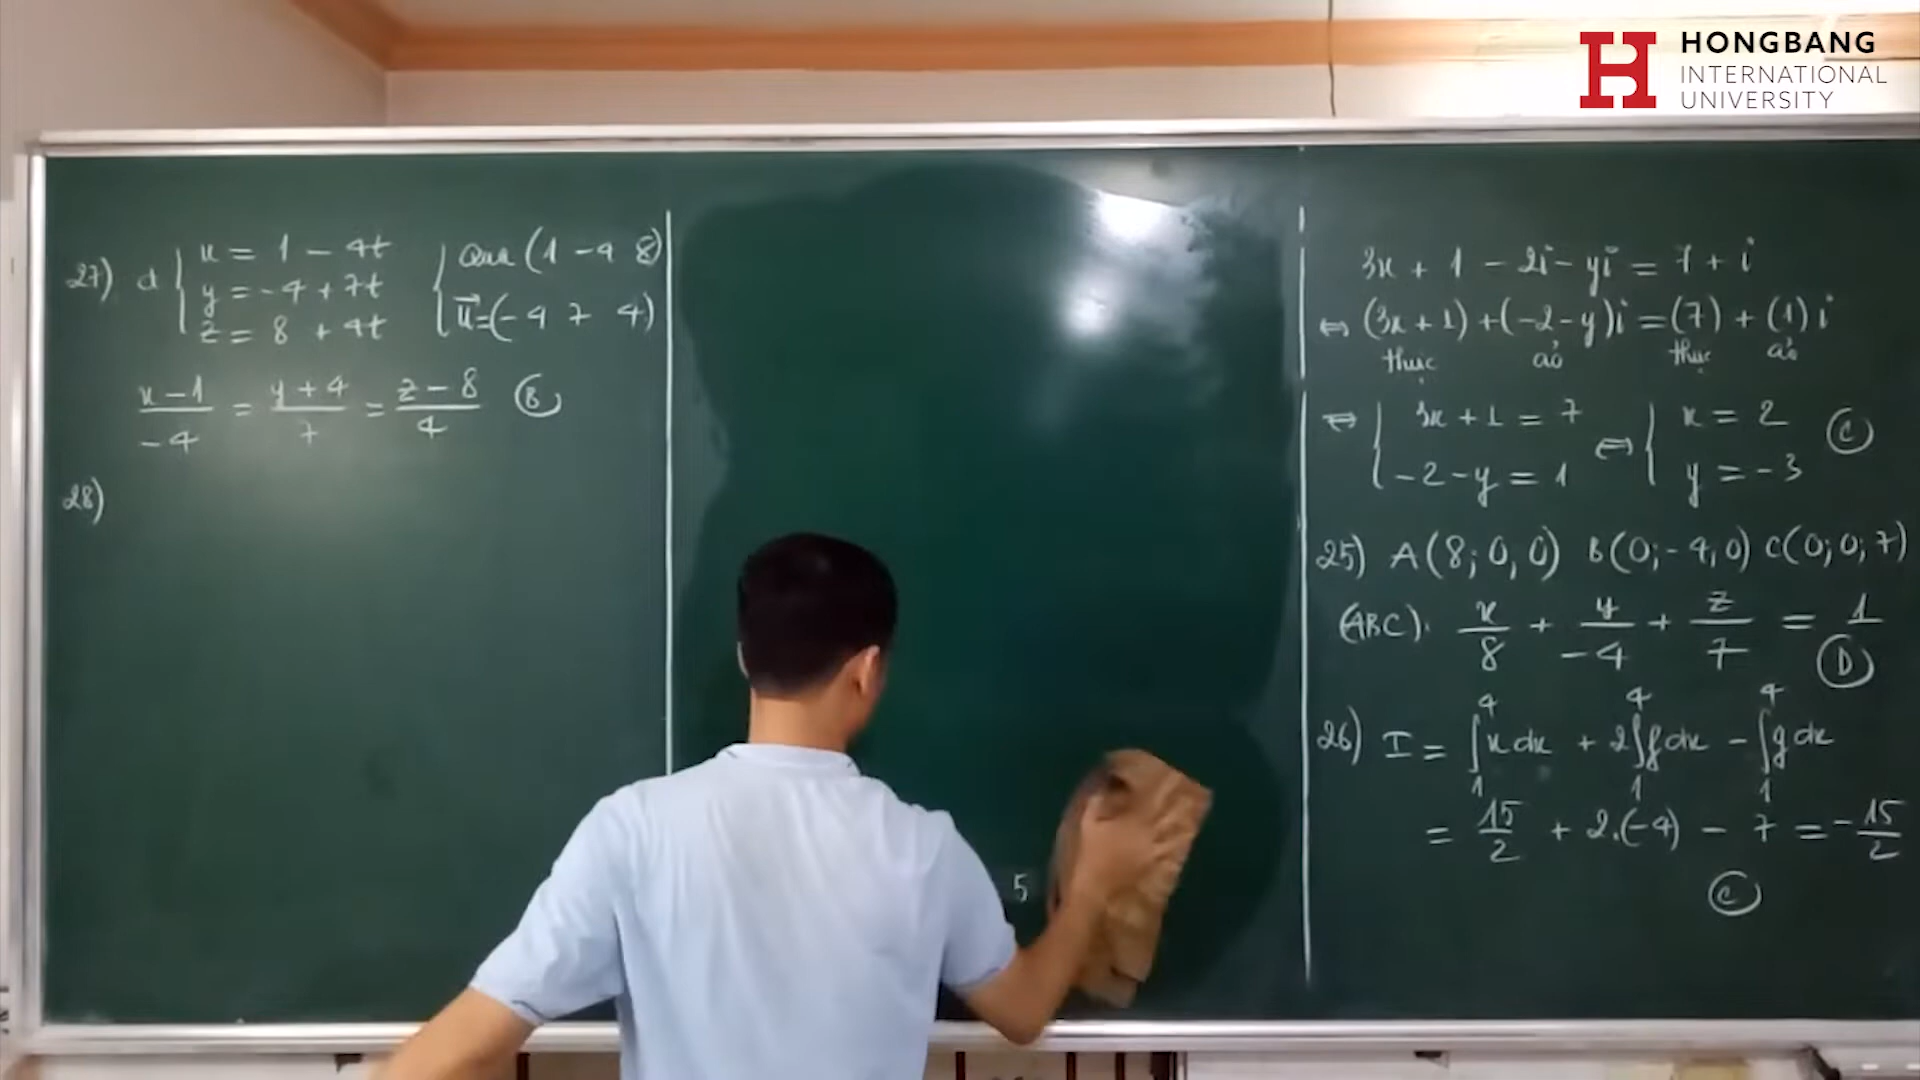 HONGBANG
INTERNATIONAL
UNIVERSITY
27) d { x = 1 - 4t
y = -4 + 7t
z = 8 + 4t
{ Qua (1 -4 8)
u⃗ = (-4 7 4)
(x-1)/(-4) = (y+4)/7 = (z-8)/4 (B)
28)
5
3x + 1 - 2i - yi = 7 + i
⇔ (3x+1) + (-2-y)i = (7) + (1)i
thực ảo thực ảo
⇔ { 3x+1 = 7
-2-y = 1
⇔ { x = 2
y = -3
(C)
25) A(8; 0, 0) B(0; -4, 0) C(0; 0; 7)
(ABC): x/8 + y/(-4) + z/7 = 1
(D)
26) I = ∫₁⁴ x dx + 2∫₁⁴ f dx - ∫₁⁴ g dx
= 15/2 + 2.(-4) - 7 = -15/2
(C)